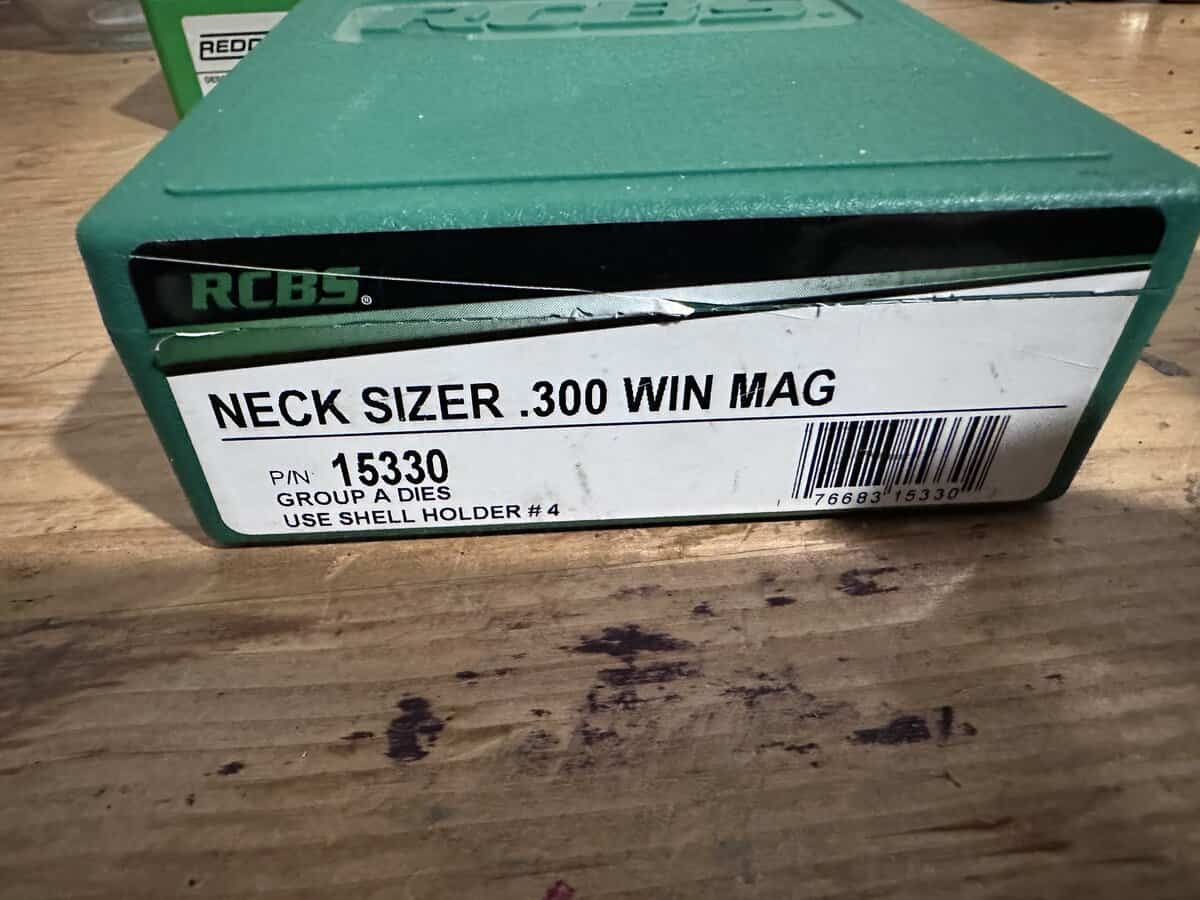 RCBS.
RCBS®
NECK SIZER .300 WIN MAG
P/N 15330
GROUP A DIES
USE SHELL HOLDER # 4
76683 15330